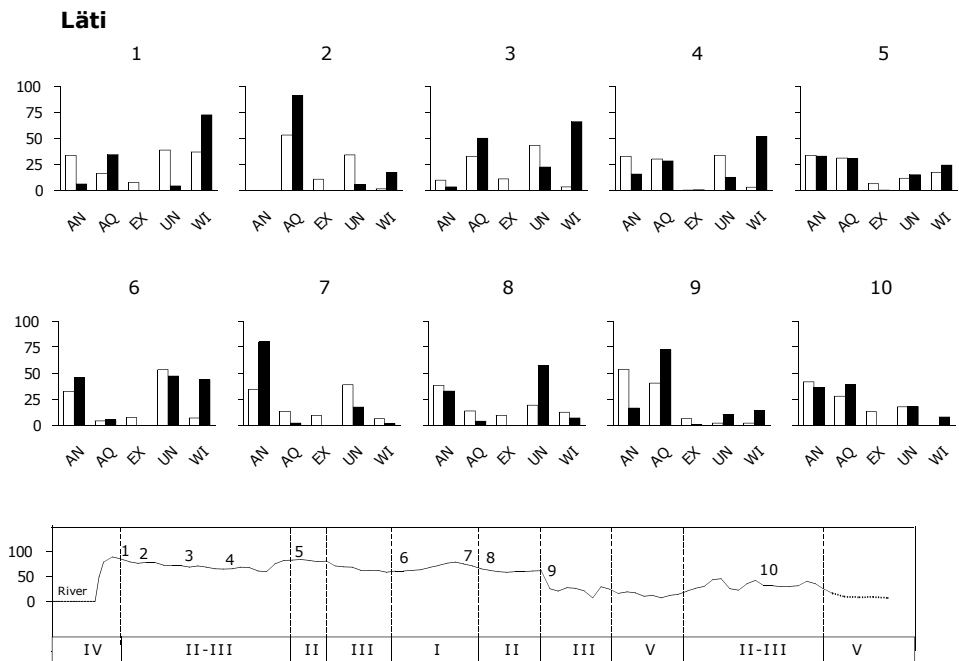 Läti
1 2 3 4 5
100
75
50
25
0
AN AQ EX UN WI AN AQ EX UN WI AN AQ EX UN WI AN AQ EX UN WI AN AQ EX UN WI
6 7 8 9 10
100
75
50
25
0
AN AQ EX UN WI AN AQ EX UN WI AN AQ EX UN WI AN AQ EX UN WI AN AQ EX UN WI
100 1 2 3 4 5 6 7 8 9 10
50
River
0
IV II-III II III I II III V II-III V